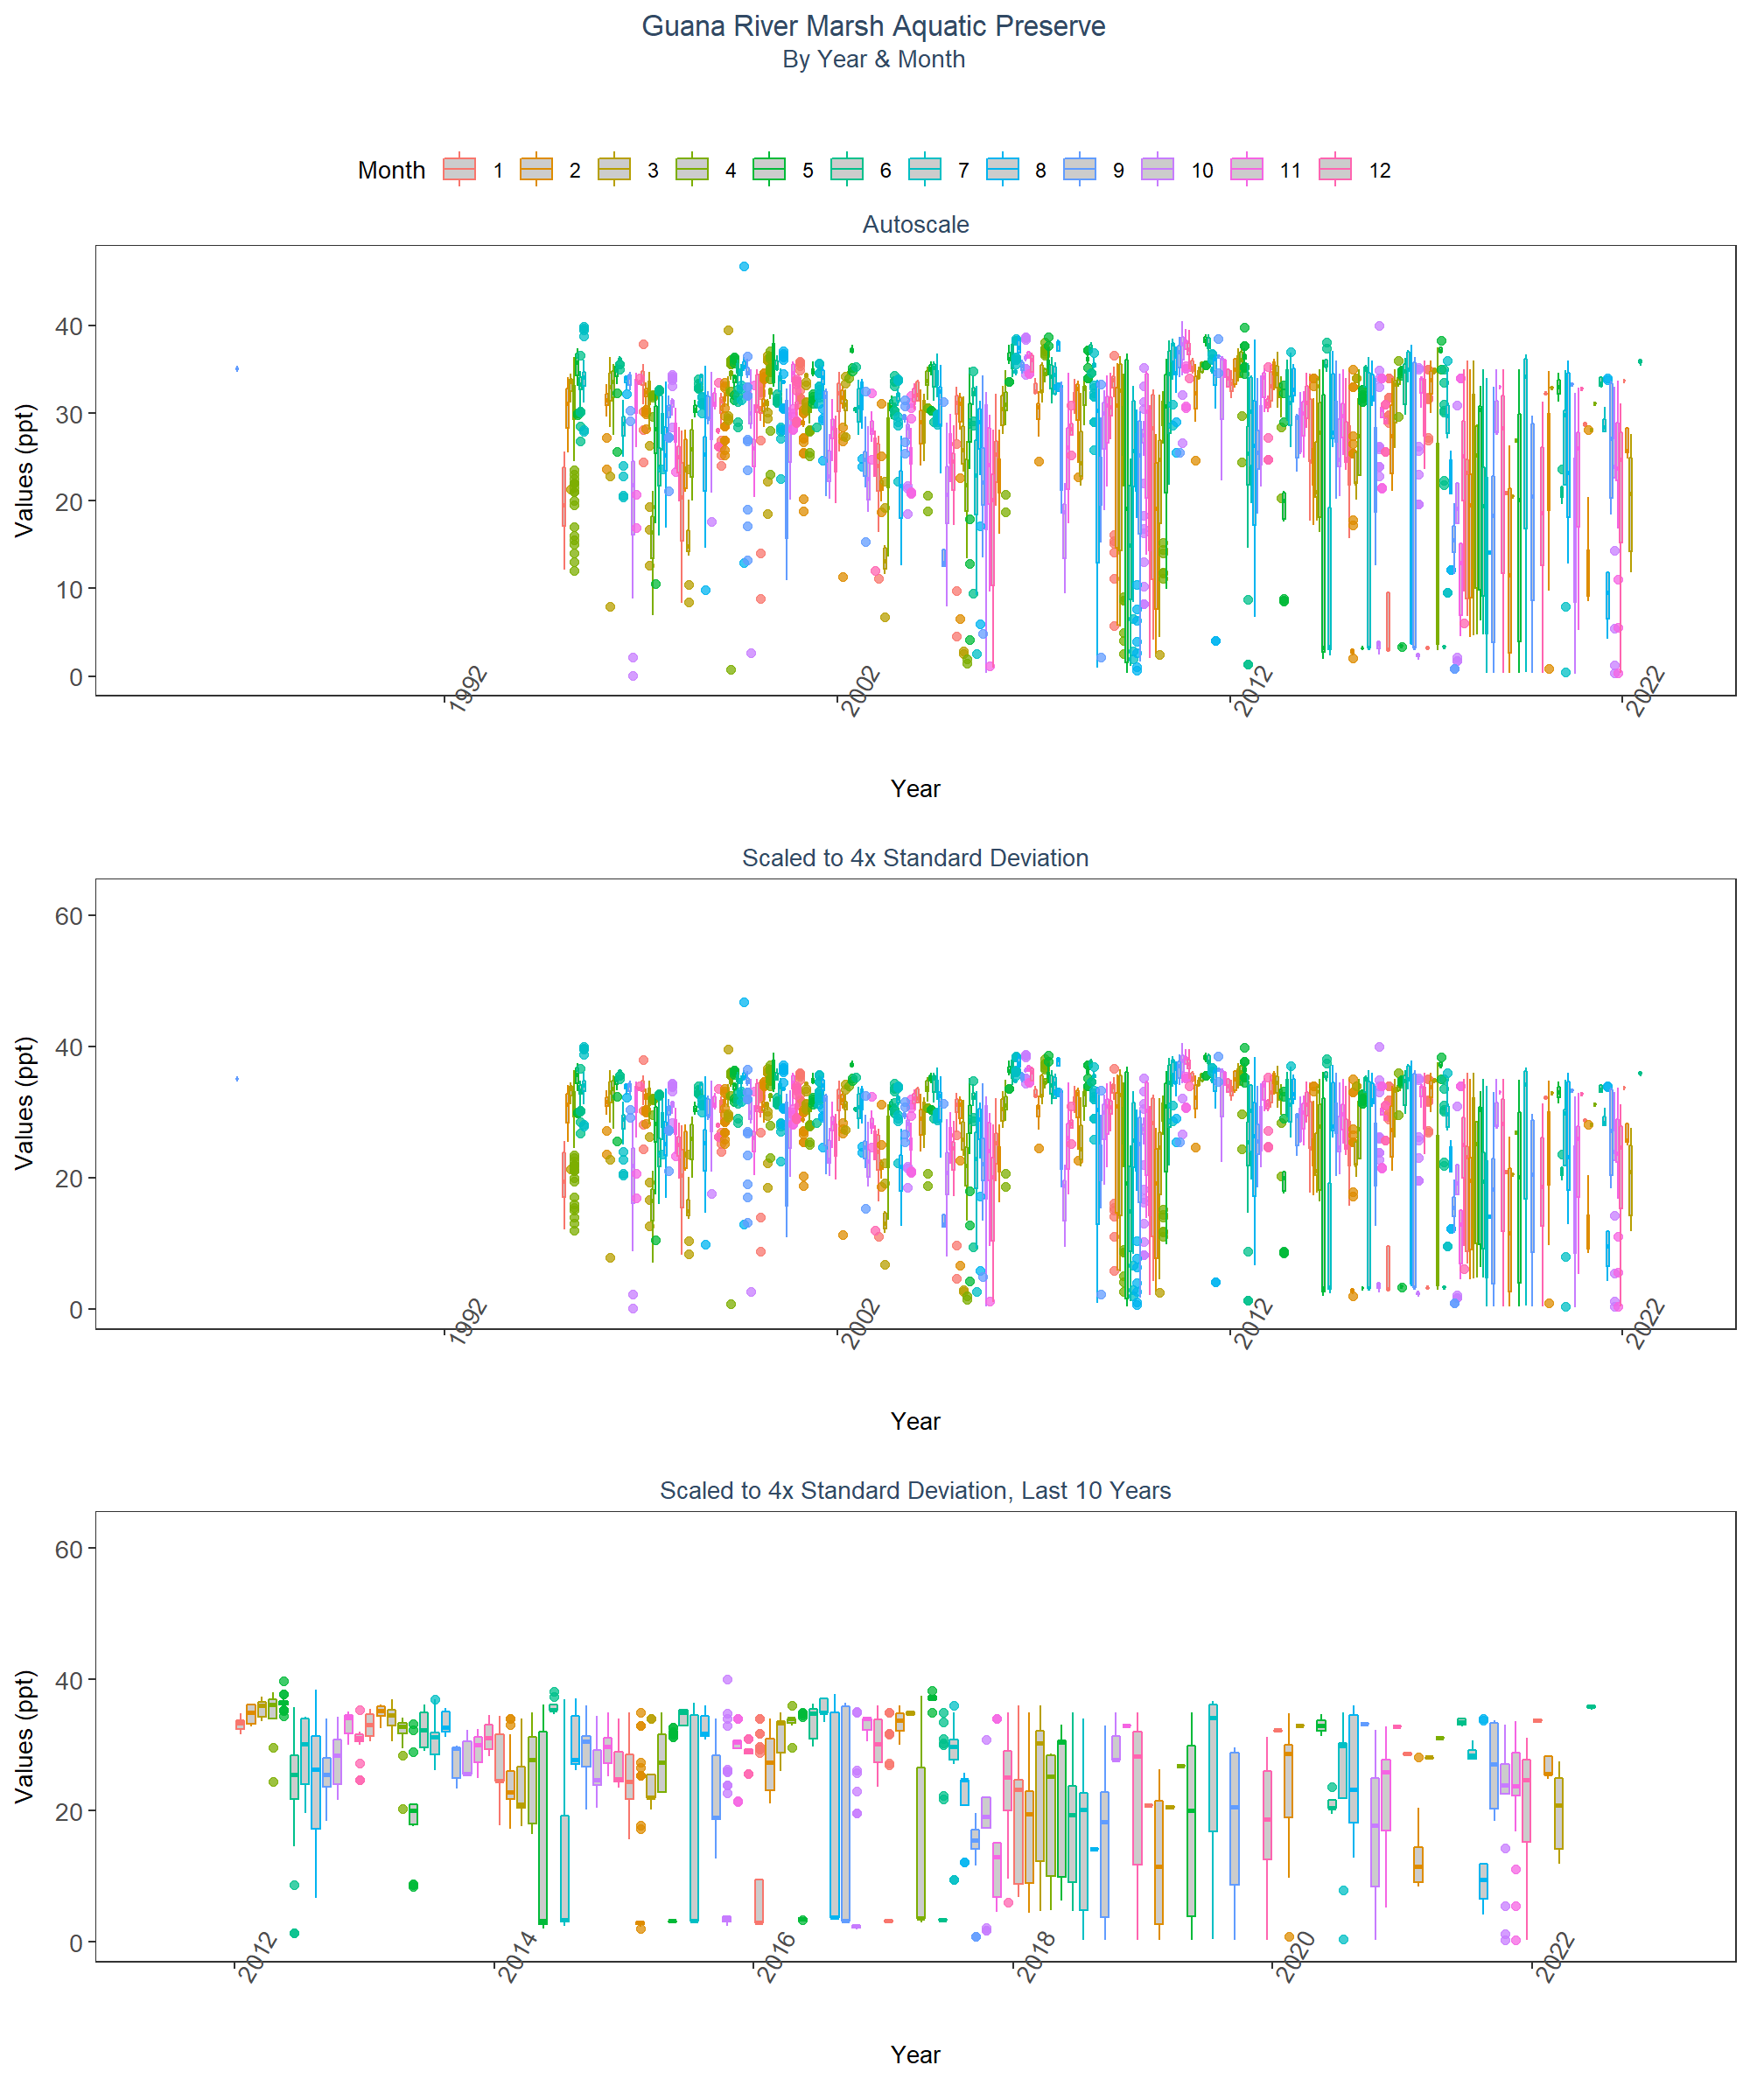 Guana River Marsh Aquatic Preserve
By Year & Month
Month 1 2 3 4 5 6 7 8 9 10 11 12
Autoscale
Values (ppt)
40
30
20
10
0
1992 2002 2012 2022
Year
Scaled to 4x Standard Deviation
Values (ppt)
60
40
20
0
1992 2002 2012 2022
Year
Scaled to 4x Standard Deviation, Last 10 Years
Values (ppt)
60
40
20
0
2012 2014 2016 2018 2020 2022
Year